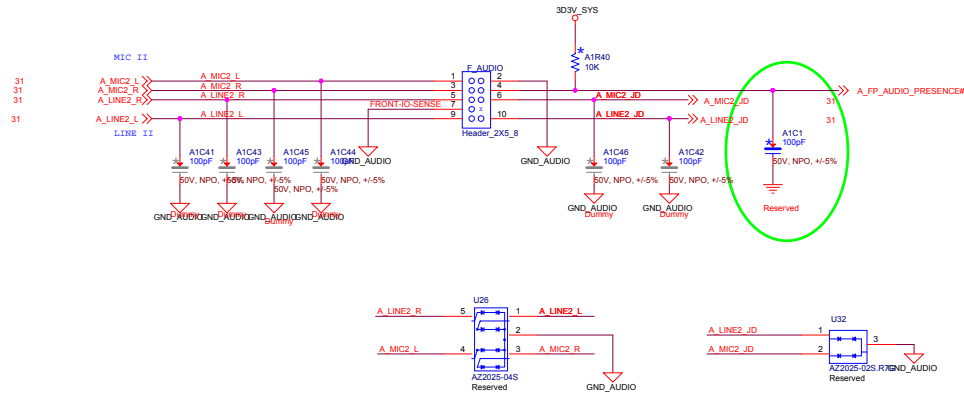 3D3V_SYS
A1R40
10K
MIC II
F_AUDIO
31 A_MIC2_L A_MIC2_L 1 2
31 A_MIC2_R A_MIC2_R 3 4 A_FP_AUDIO_PRESENCE#
31 A_LINE2_R A_LINE2_R 5 6 A_MIC2_JD A_MIC2_JD 31
FRONT-IO-SENSE 7 x
31 A_LINE2_L A_LINE2_L 9 10 A_LINE2_JD A_LINE2_JD 31
LINE II
Header_2X5_8
A1C1
100pF
50V, NPO, +/-5%
Reserved
A1C41 A1C43 A1C45 A1C44 GND_AUDIO GND_AUDIO A1C46 A1C42
100pF 100pF 100pF 100pF 100pF 100pF
50V, NPO, +/-5% 50V, NPO, +/-5% 50V, NPO, +/-5% 50V, NPO, +/-5%
50V, NPO, +/-5%
GND_AUDIO GND_AUDIO GND_AUDIO GND_AUDIO GND_AUDIO GND_AUDIO
Dummy Dummy Dummy Dummy
U26
A_LINE2_R 5 1 A_LINE2_L
2
A_MIC2_L 4 3 A_MIC2_R
AZ2025-04S
Reserved
GND_AUDIO
U32
A_LINE2_JD 1
3
A_MIC2_JD 2
GND_AUDIO
AZ2025-02S.R7G
Reserved